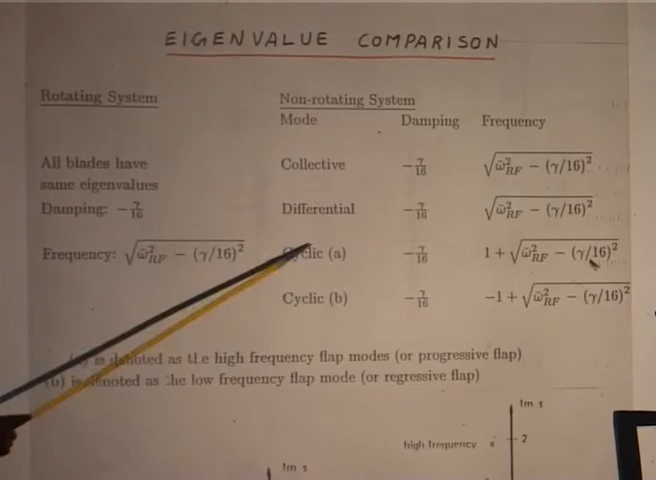 EIGENVALUE COMPARISON
Rotating System
Non-rotating System
Mode Damping Frequency
All blades have
same eigenvalues
Damping: −γ/16
Frequency: √(ω̄²RF − (γ/16)²)
Collective −γ/16 √(ω̄²RF − (γ/16)²)
Differential −γ/16 √(ω̄²RF − (γ/16)²)
Cyclic (a) −γ/16 1 + √(ω̄²RF − (γ/16)²)
Cyclic (b) −γ/16 −1 + √(ω̄²RF − (γ/16)²)
is denoted as the high frequency flap modes (or progressive flap)
(b) is denoted as the low frequency flap mode (or regressive flap)
Im s
high frequency x 2
Im s